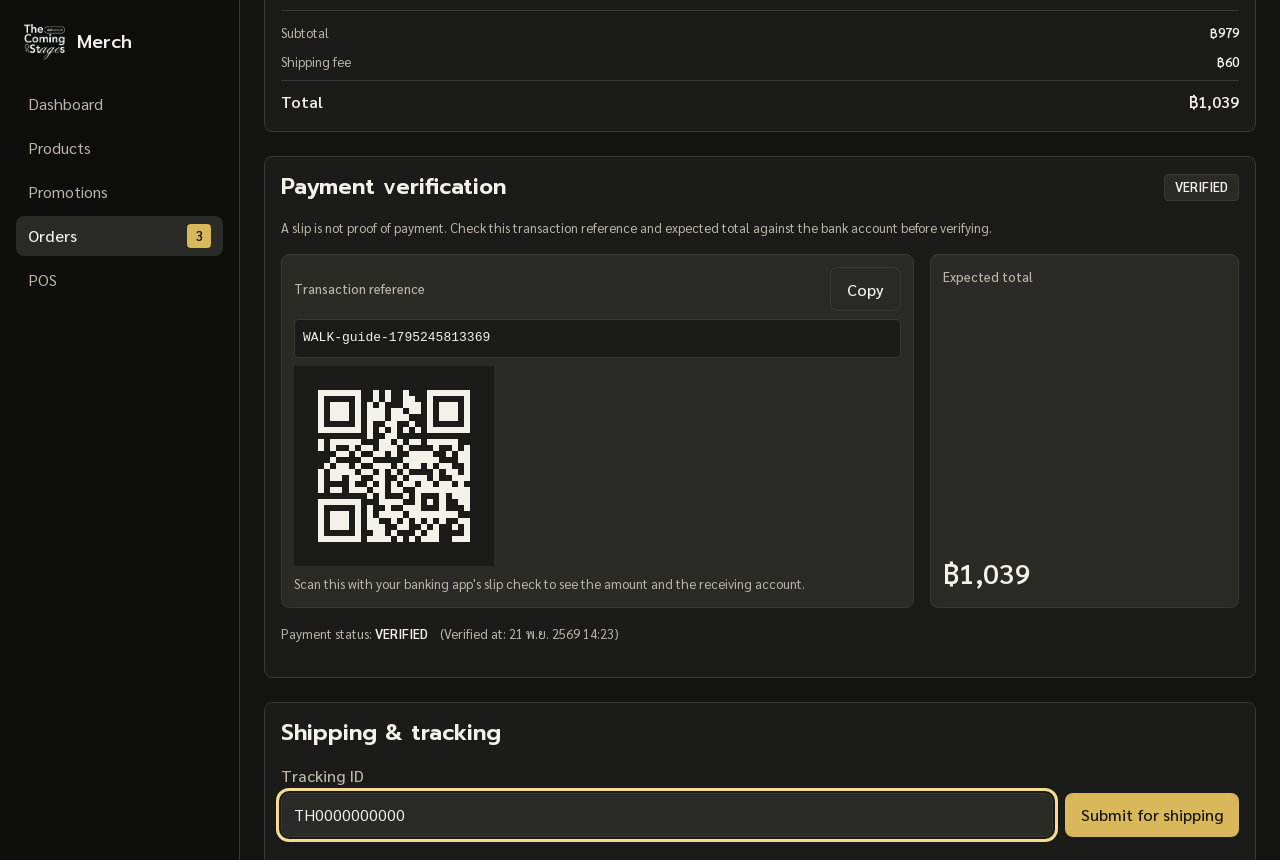 The
Coming
Stages
Merch
Dashboard
Products
Promotions
Orders 3
POS
Subtotal ฿979
Shipping fee ฿60
Total ฿1,039
Payment verification VERIFIED
A slip is not proof of payment. Check this transaction reference and expected total against the bank account before verifying.
Transaction reference Copy
WALK-guide-1795245813369
Scan this with your banking app's slip check to see the amount and the receiving account.
Expected total
฿1,039
Payment status: VERIFIED (Verified at: 21 พ.ย. 2569 14:23)
Shipping & tracking
Tracking ID
TH0000000000 Submit for shipping